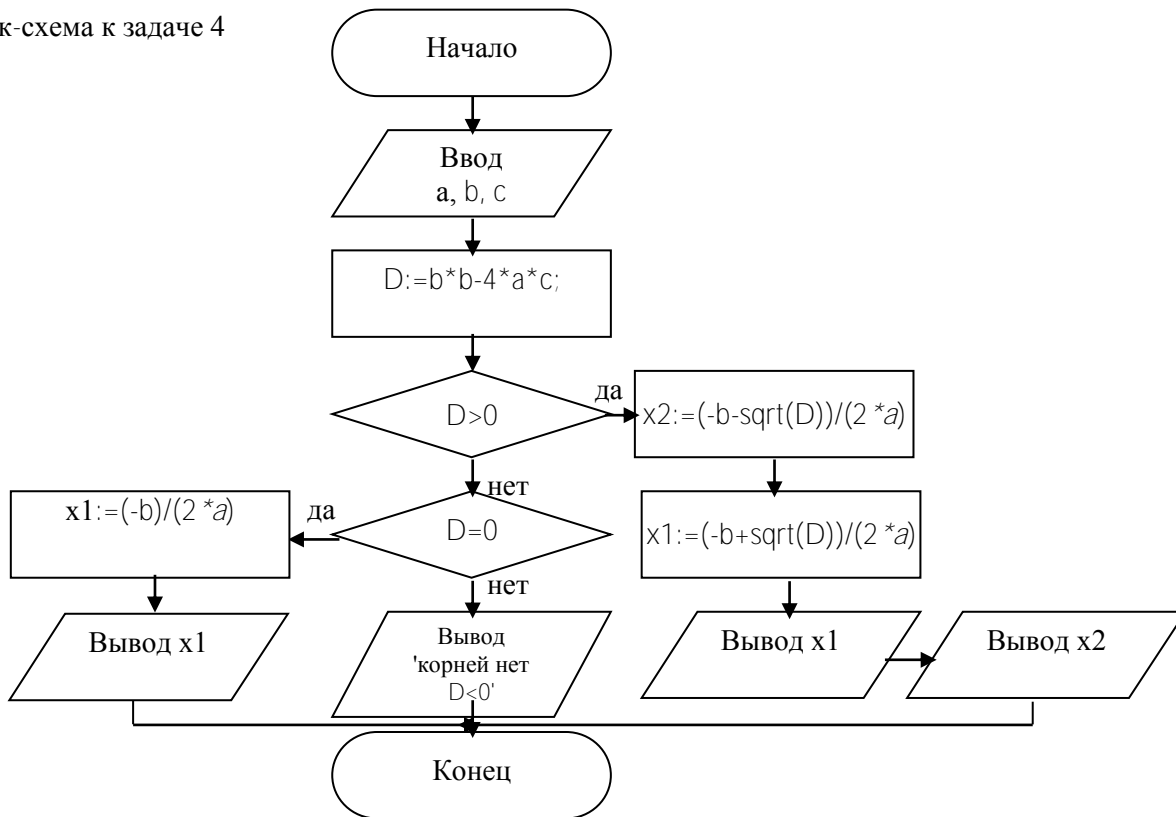 к-схема к задаче 4
Начало
Ввод
a, b, c
D:=b*b-4*a*c;
D>0
да
x2:=(-b-sqrt(D))/(2*a)
нет
x1:=(-b)/(2*a)
да
D=0
x1:=(-b+sqrt(D))/(2*a)
нет
Вывод x1
Вывод
'корней нет
D<0'
Вывод x1
Вывод x2
Конец